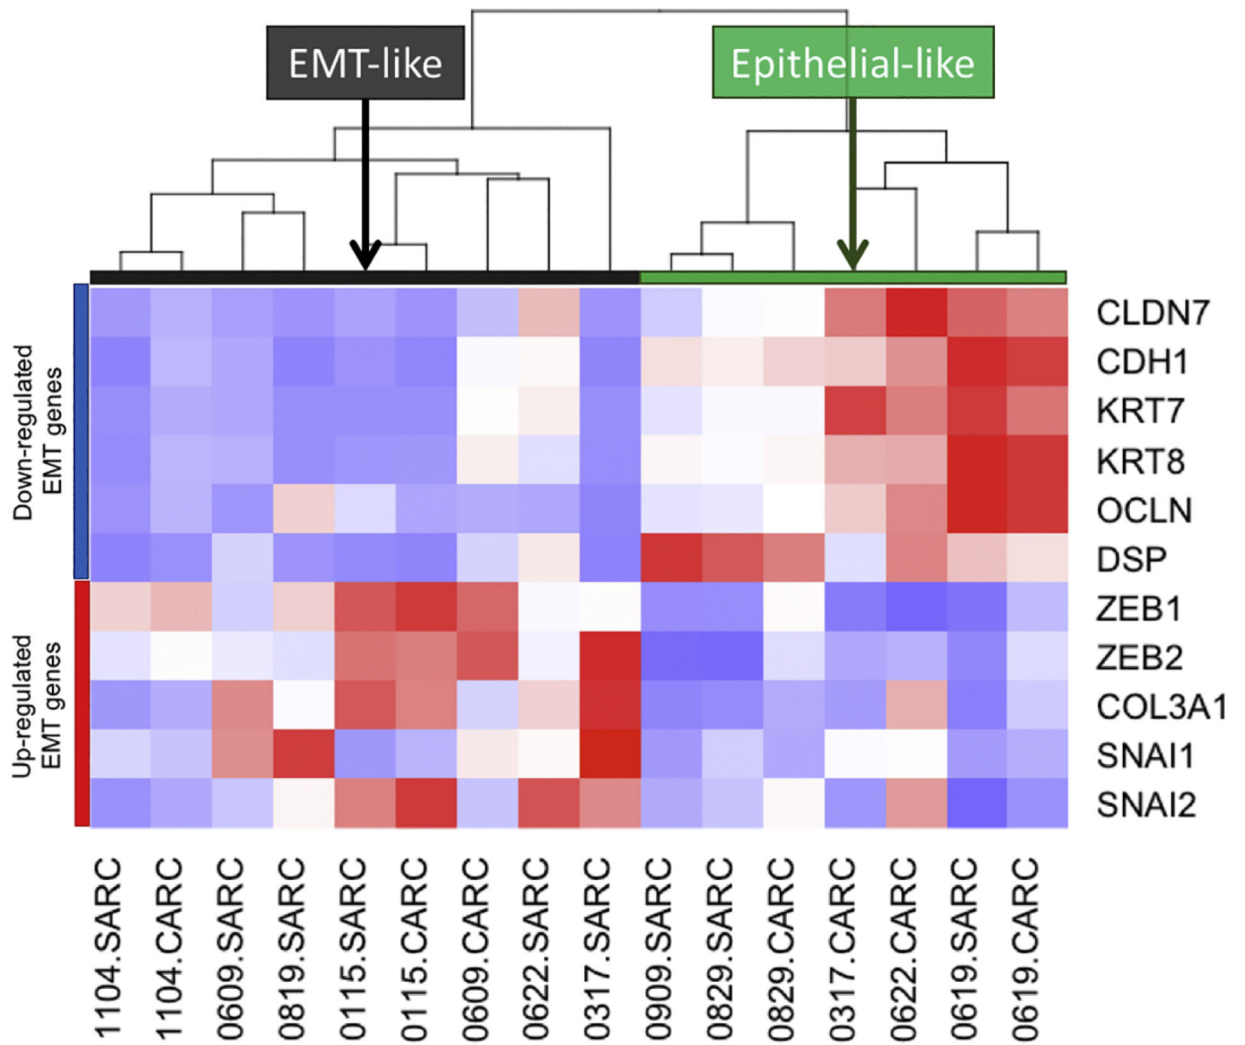 EMT-like
Epithelial-like
Down-regulated
EMT genes
Up-regulated
EMT genes
CLDN7
CDH1
KRT7
KRT8
OCLN
DSP
ZEB1
ZEB2
COL3A1
SNAI1
SNAI2
1104.SARC
1104.CARC
0609.SARC
0819.SARC
0115.SARC
0115.CARC
0609.CARC
0622.SARC
0317.SARC
0909.SARC
0829.SARC
0829.CARC
0317.CARC
0622.CARC
0619.SARC
0619.CARC